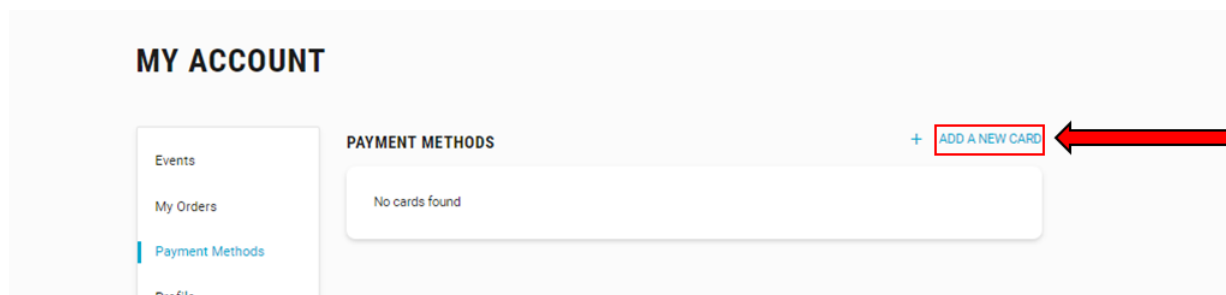 MY ACCOUNT
Events
My Orders
Payment Methods
PAYMENT METHODS
+ ADD A NEW CARD
No cards found